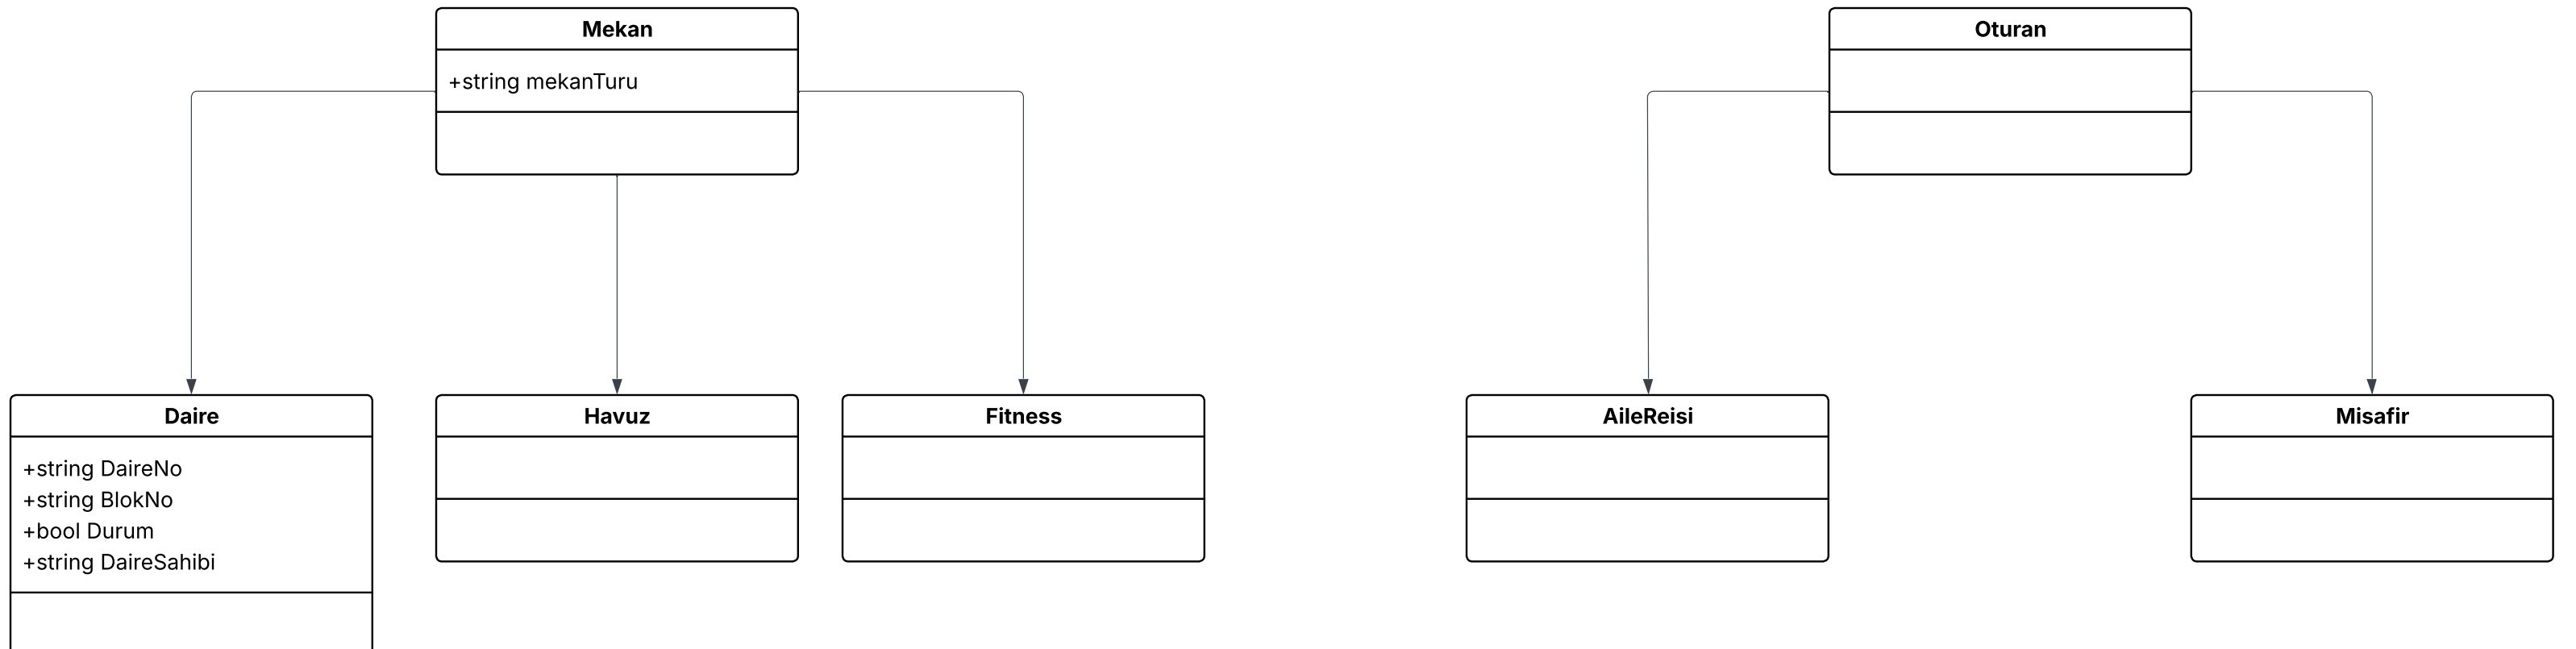 Mekan
+string mekanTuru
Oturan
Daire
+string DaireNo
+string BlokNo
+bool Durum
+string DaireSahibi
Havuz
Fitness
AileReisi
Misafir